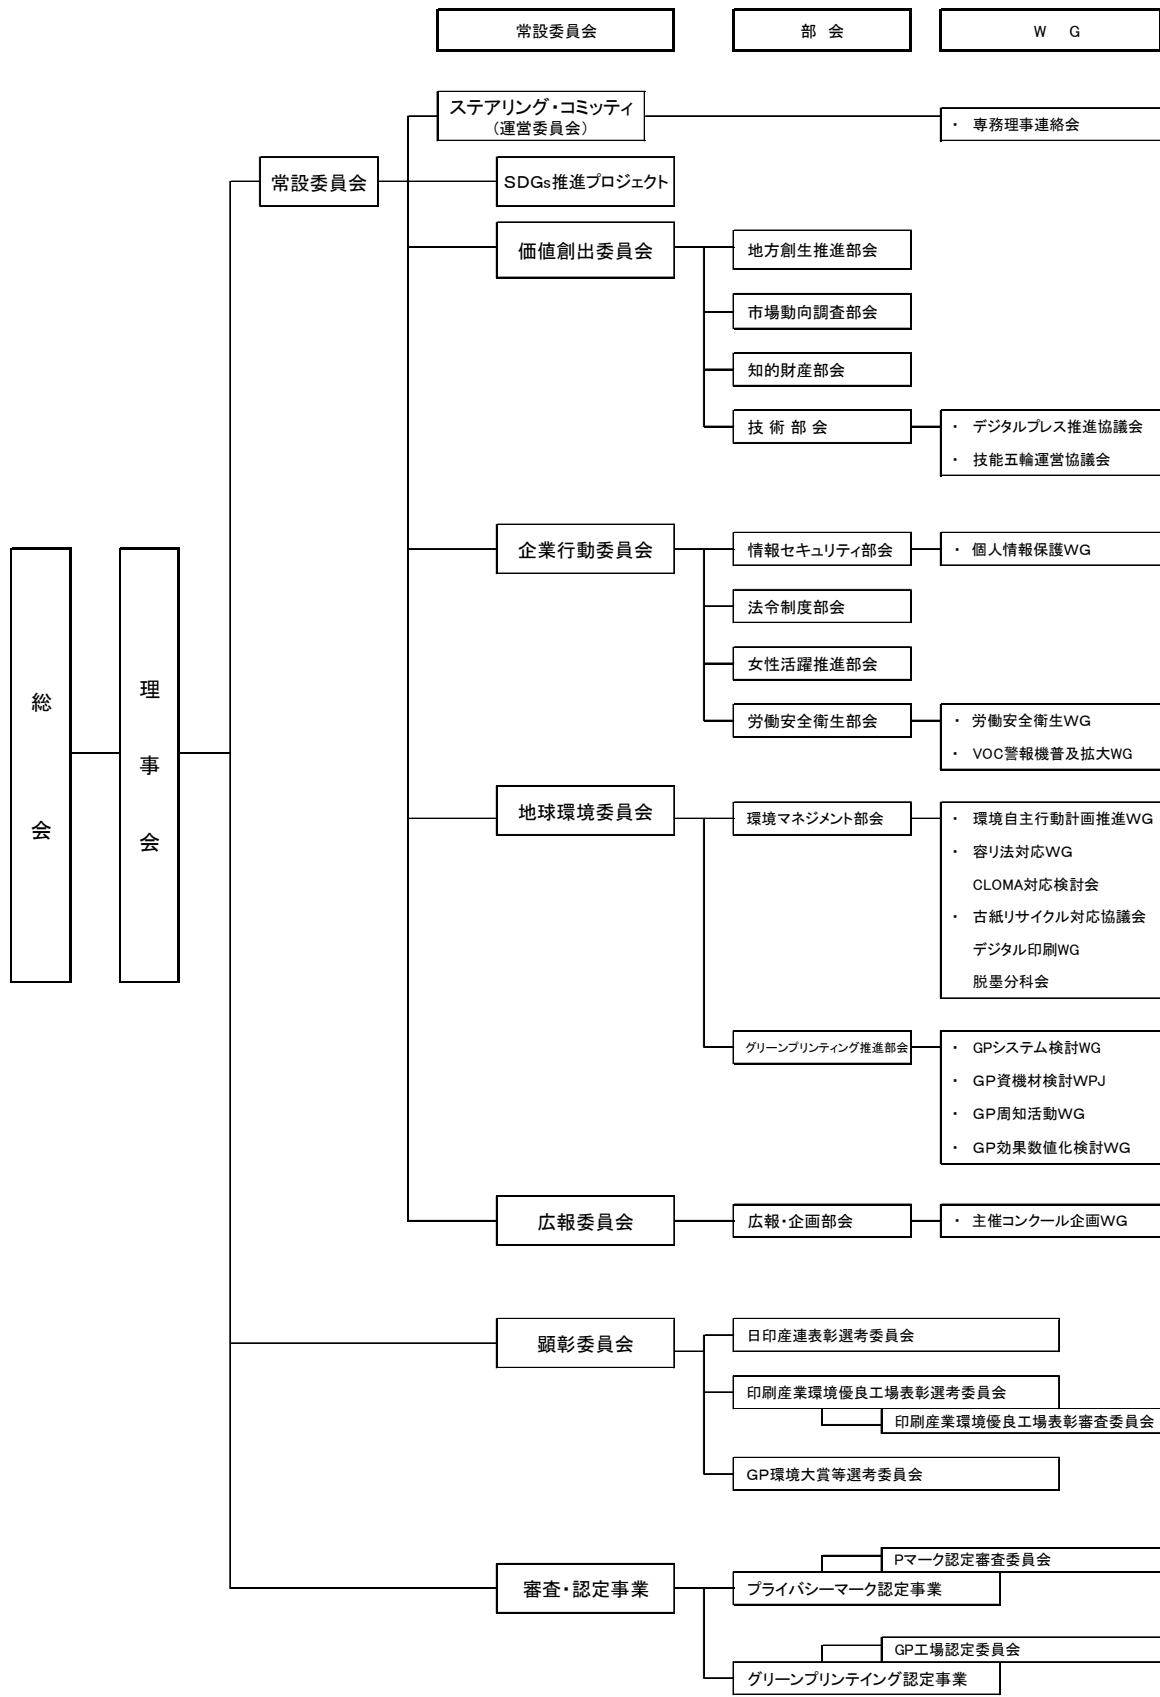 常設委員会
部 会
W G
ステアリング・コミッティ
(運営委員会)
・ 専務理事連絡会
常設委員会
SDGs推進プロジェクト
価値創出委員会
地方創生推進部会
市場動向調査部会
知的財産部会
技 術 部 会
・ デジタルプレス推進協議会
・ 技能五輪運営協議会
企業行動委員会
情報セキュリティ部会
・ 個人情報保護WG
法令制度部会
女性活躍推進部会
労働安全衛生部会
・ 労働安全衛生WG
・ VOC警報機普及拡大WG
総会
理事会
地球環境委員会
環境マネジメント部会
・ 環境自主行動計画推進WG
・ 容リ法対応WG
CLOMA対応検討会
・ 古紙リサイクル対応協議会
デジタル印刷WG
脱墨分科会
グリーンプリンティング推進部会
・ GPシステム検討WG
・ GP資機材検討WPJ
・ GP周知活動WG
・ GP効果数値化検討WG
広報委員会
広報・企画部会
・ 主催コンクール企画WG
顕彰委員会
日印産連表彰選考委員会
印刷産業環境優良工場表彰選考委員会
印刷産業環境優良工場表彰審査委員会
GP環境大賞等選考委員会
審査・認定事業
Pマーク認定審査委員会
プライバシーマーク認定事業
GP工場認定委員会
グリーンプリンテイング認定事業